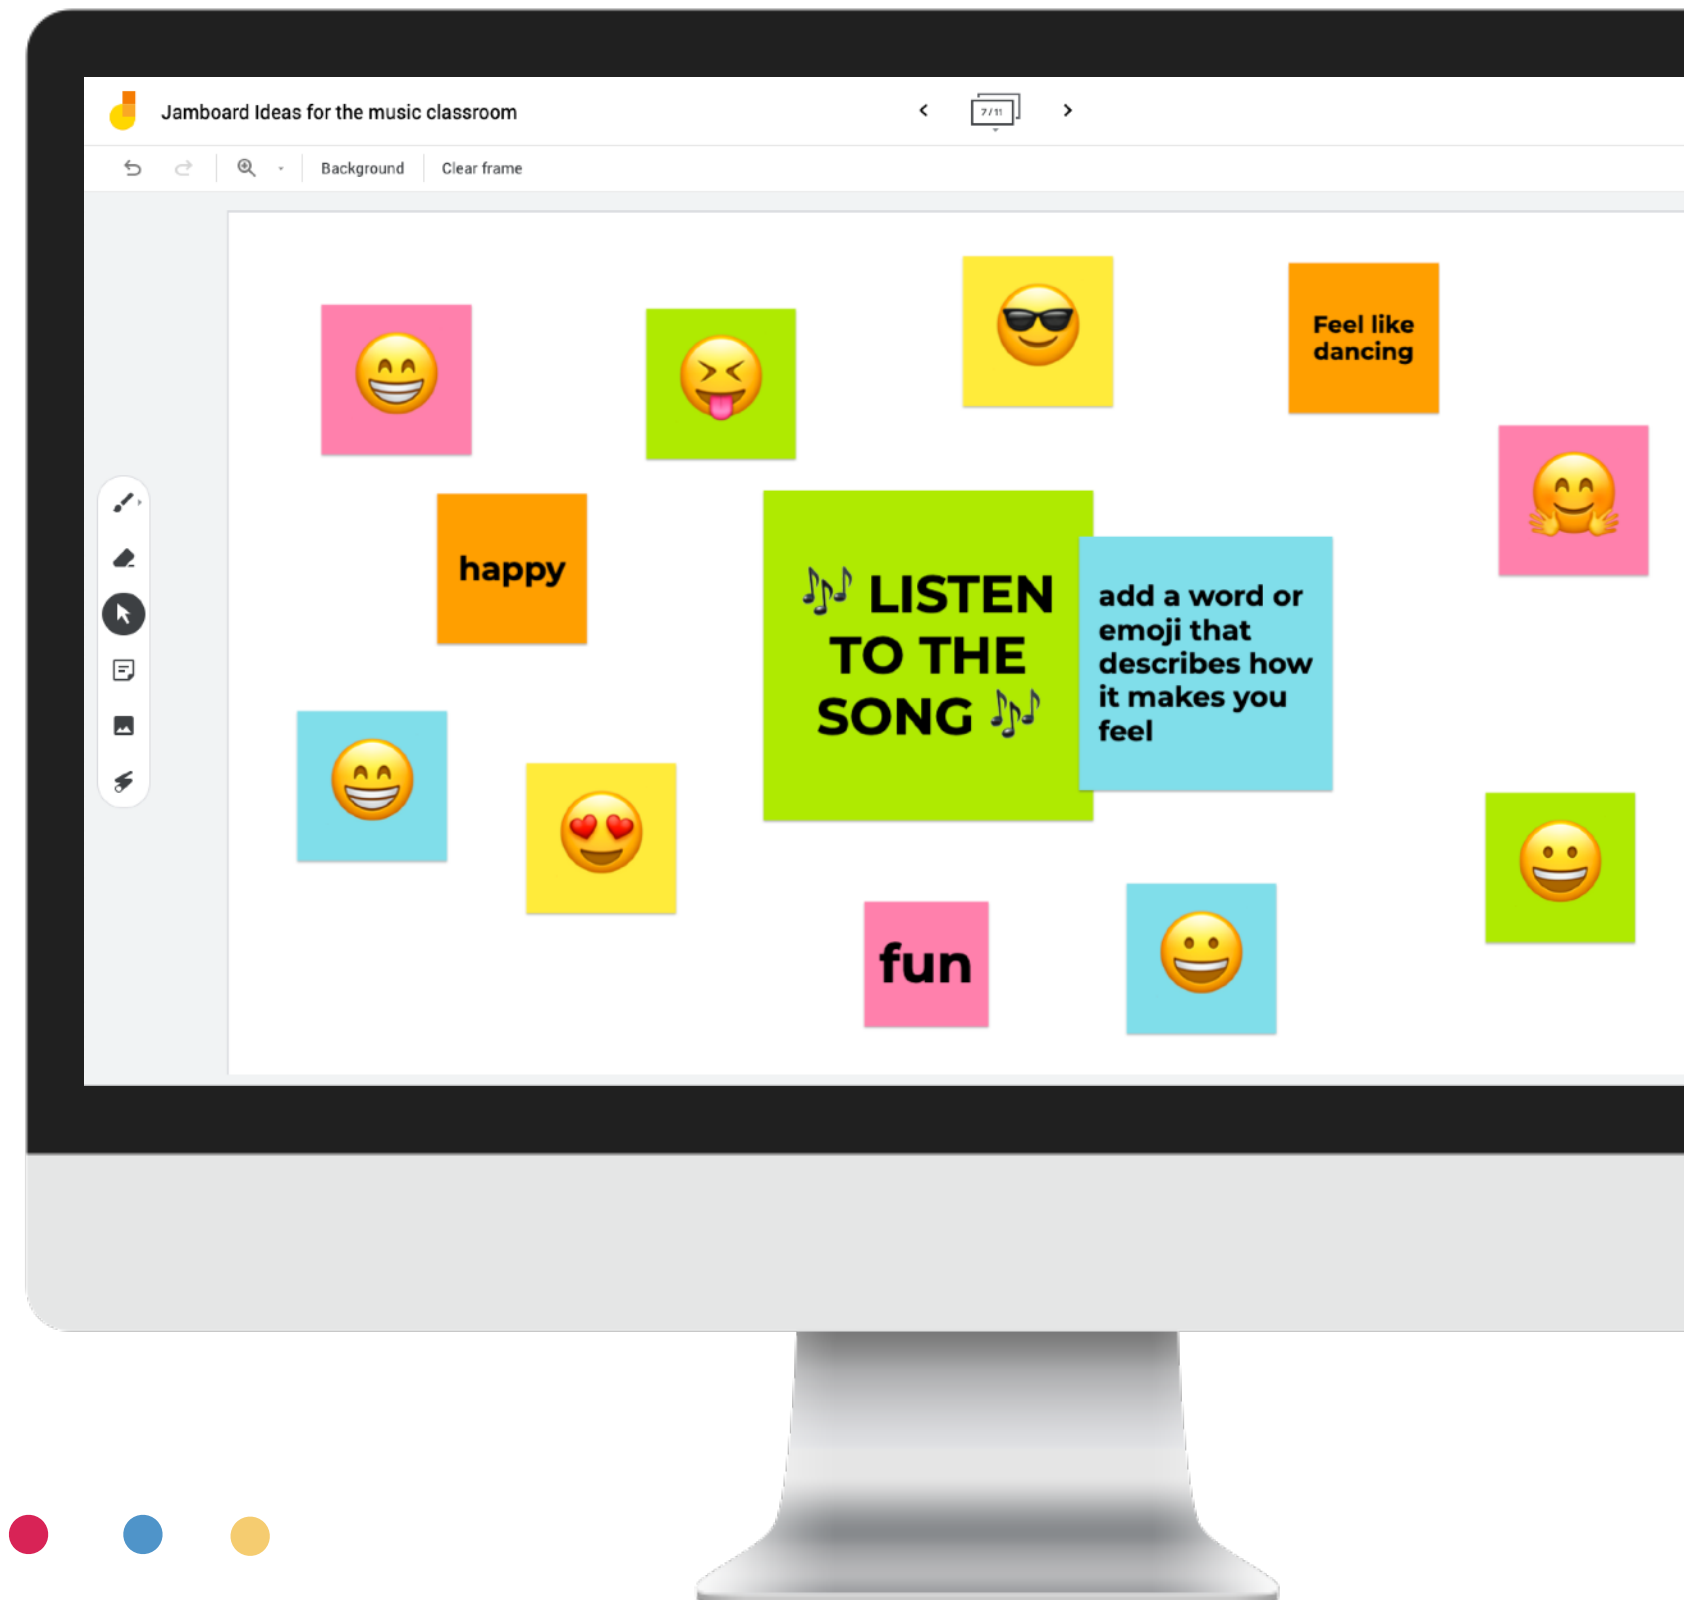 Jamboard Ideas for the music classroom
7/11
Background
Clear frame
Feel like
dancing
happy
🎶 LISTEN
TO THE
SONG 🎶
add a word or
emoji that
describes how
it makes you
feel
fun